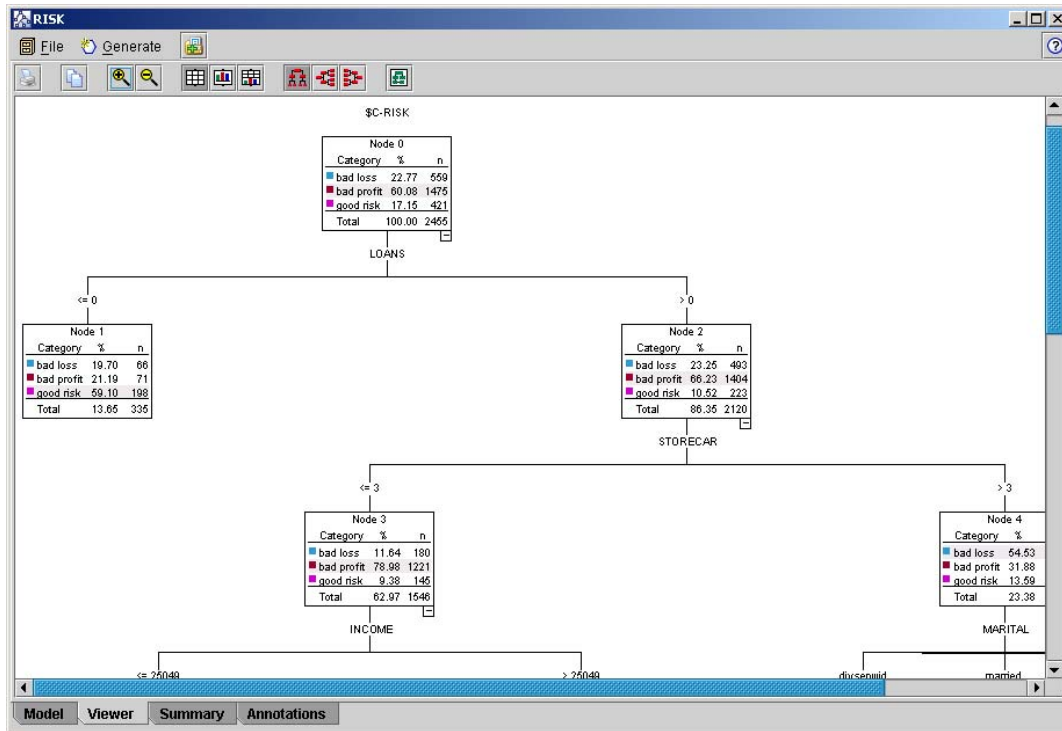 RISK
File Generate
$C-RISK
Node 0
Category % n
bad loss 22.77 559
bad profit 60.08 1475
good risk 17.15 421
Total 100.00 2455
LOANS
<= 0
> 0
Node 1
Category % n
bad loss 19.70 66
bad profit 21.19 71
good risk 59.10 198
Total 13.65 335
Node 2
Category % n
bad loss 23.25 493
bad profit 66.23 1404
good risk 10.52 223
Total 86.35 2120
STORECAR
<= 3
> 3
Node 3
Category % n
bad loss 11.64 180
bad profit 78.98 1221
good risk 9.38 145
Total 62.97 1546
Node 4
Category %
bad loss 54.53
bad profit 31.88
good risk 13.59
Total 23.38
INCOME
MARITAL
<= 25049
> 25049
divsepwid
married
Model Viewer Summary Annotations